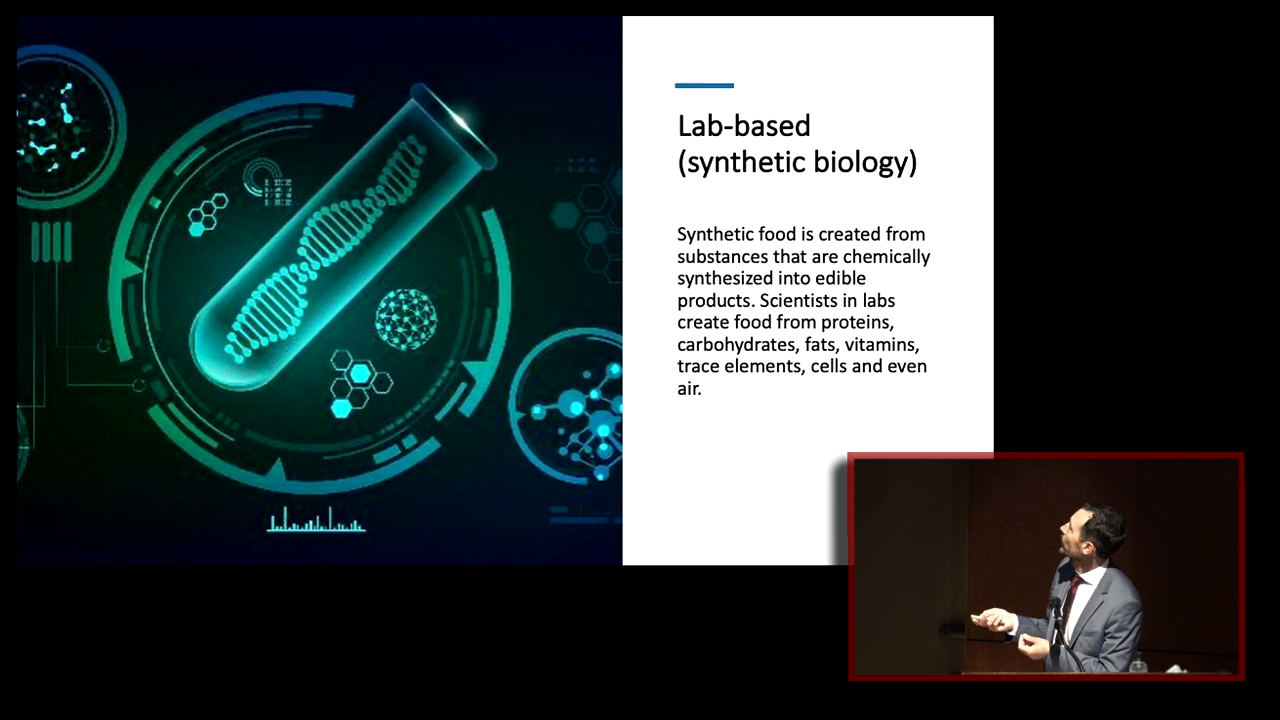 Lab-based
(synthetic biology)
Synthetic food is created from
substances that are chemically
synthesized into edible
products. Scientists in labs
create food from proteins,
carbohydrates, fats, vitamins,
trace elements, cells and even
air.